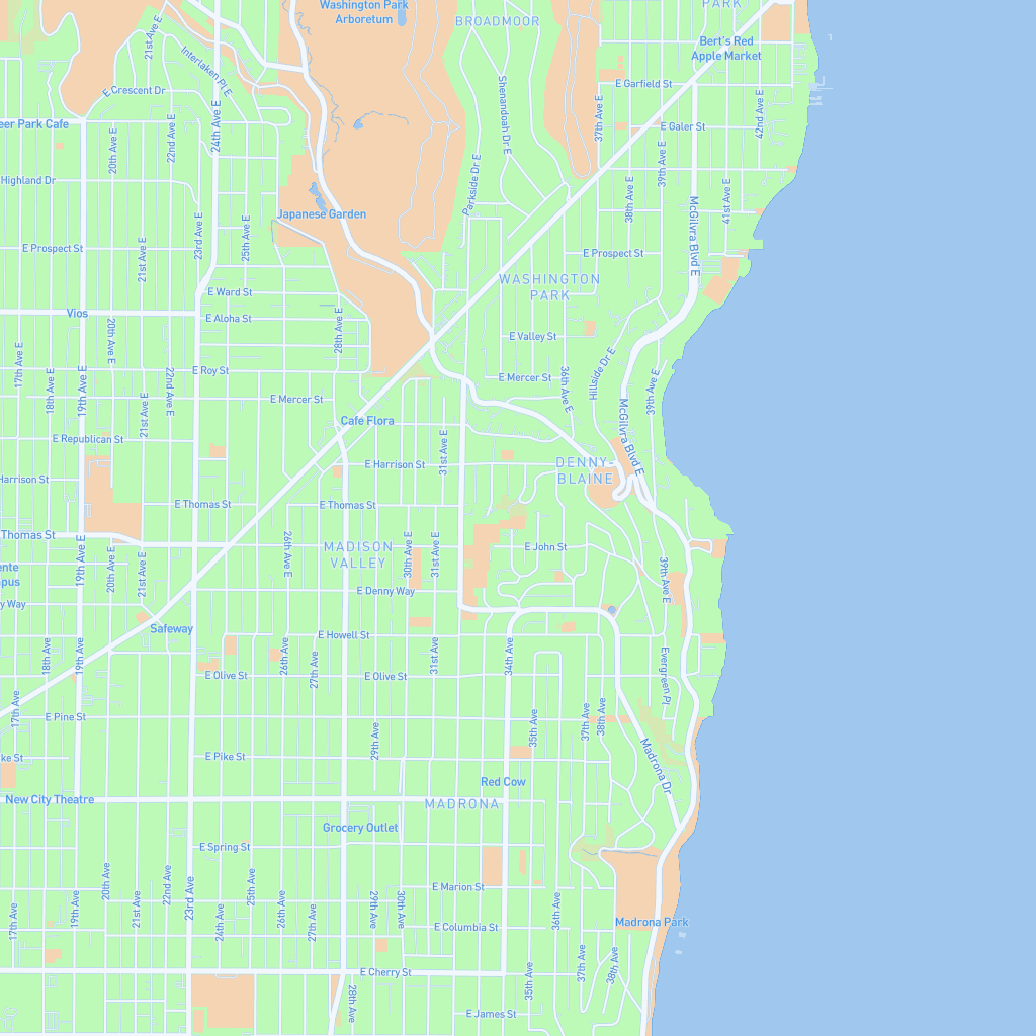 Washington Park
Arboretum
BROADMOOR
PARK
Bert's Red
Apple Market
21st Ave E
Interlaken Pl E
E Crescent Dr
24th Ave E
Shenandoah Dr E
E Garfield St
37th Ave E
42nd Ave E
E Galer St
eer Park Cafe
20th Ave E
22nd Ave E
Highland Dr
Parkside Dr E
39th Ave E
38th Ave E
41st Ave E
McGilvra Blvd E
Japanese Garden
23rd Ave E
25th Ave E
E Prospect St
21st Ave E
E Prospect St
WASHINGTON
PARK
E Ward St
Vios
E Aloha St
28th Ave E
20th Ave E
E Valley St
17th Ave E
18th Ave E
19th Ave E
22nd Ave E
E Roy St
E Mercer St
36th Ave E
Hillside Dr E
39th Ave E
E Mercer St
21st Ave E
Cafe Flora
McGilvra Blvd E
E Republican St
31st Ave E
E Harrison St
DENNY-
BLAINE
Harrison St
E Thomas St
E Thomas St
Thomas St
26th Ave E
MADISON
VALLEY
30th Ave E
31st Ave E
E John St
19th Ave E
20th Ave E
21st Ave E
39th Ave E
ente
pus
E Denny Way
y Way
Safeway
E Howell St
18th Ave
19th Ave
26th Ave
27th Ave
31st Ave
34th Ave
Evergreen Pl
E Olive St
E Olive St
17th Ave
E Pine St
29th Ave
35th Ave
37th Ave
38th Ave
ke St
E Pike St
Madrona Dr
Red Cow
New City Theatre
MADRONA
Grocery Outlet
E Spring St
20th Ave
22nd Ave
25th Ave
E Marion St
17th Ave
19th Ave
21st Ave
23rd Ave
24th Ave
26th Ave
27th Ave
29th Ave
30th Ave
36th Ave
Madrona Park
E Columbia St
E Cherry St
35th Ave
37th Ave
38th Ave
28th Ave
E James St